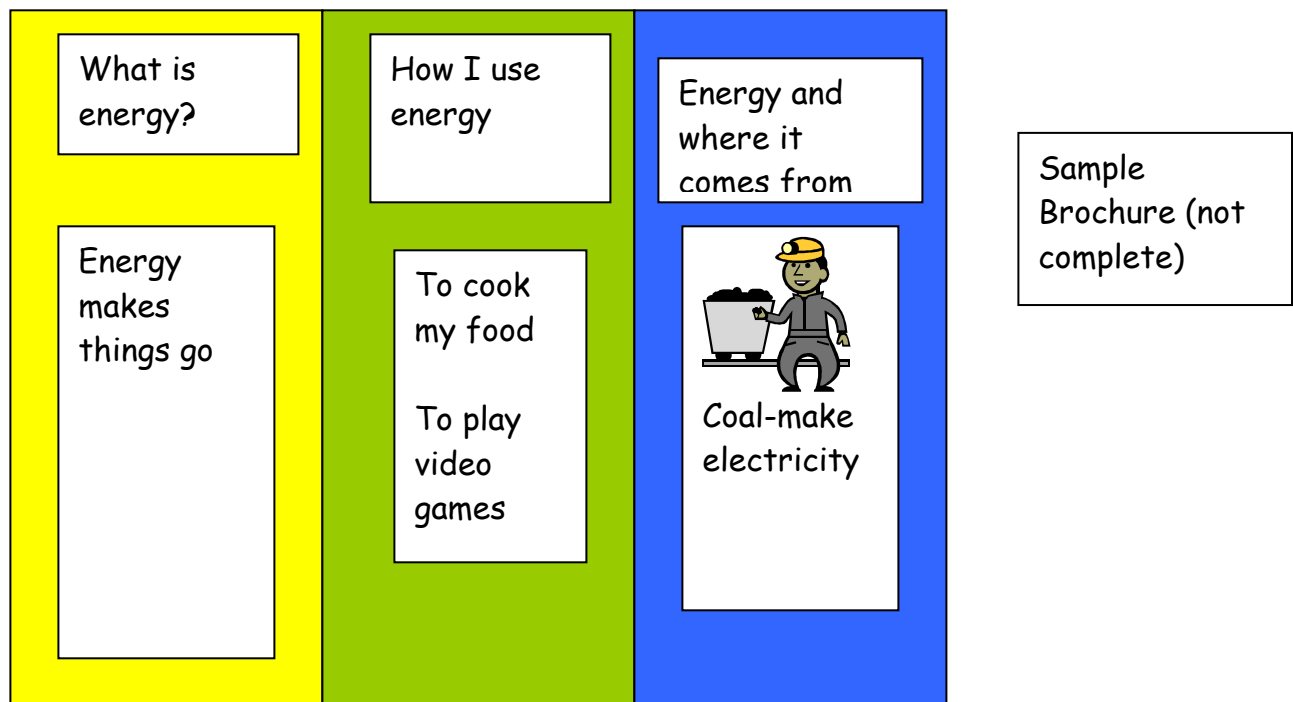 What is
energy?
Energy
makes
things go
How I use
energy
To cook
my food
To play
video
games
Energy and
where it
comes from
Coal-make
electricity
Sample
Brochure (not
complete)